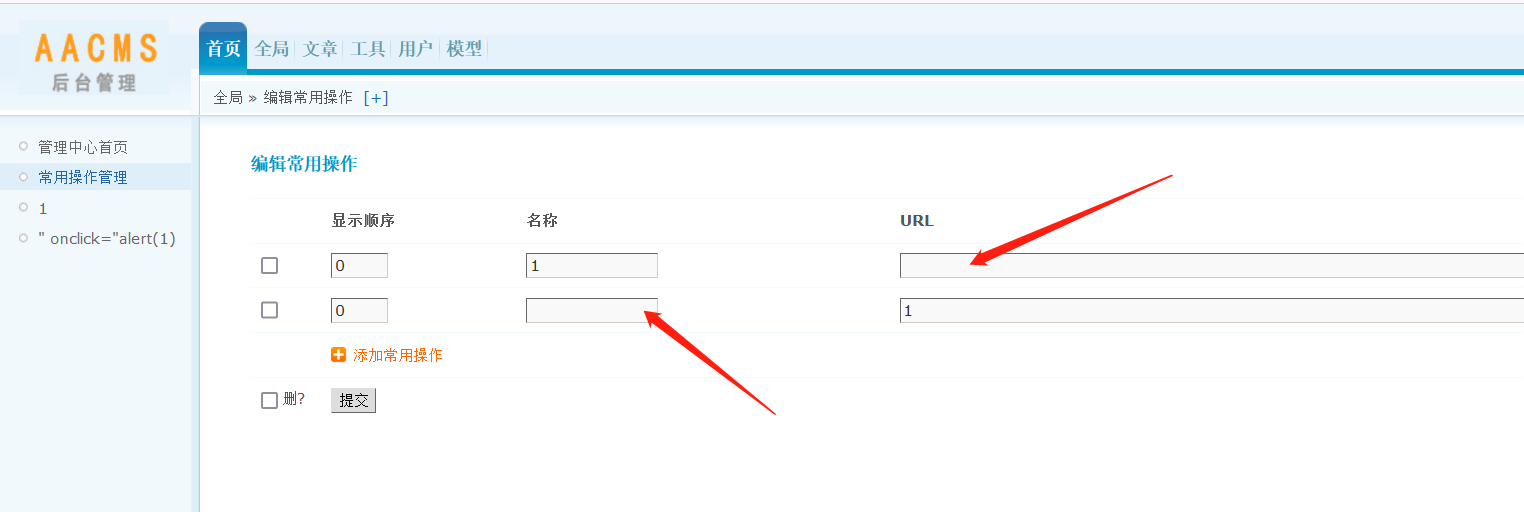 AACMS
后台管理
首页 全局 文章 工具 用户 模型
全局 » 编辑常用操作 [+]
管理中心首页
常用操作管理
1
" onclick="alert(1)
编辑常用操作
显示顺序 名称 URL
0 1
0 1
添加常用操作
删? 提交